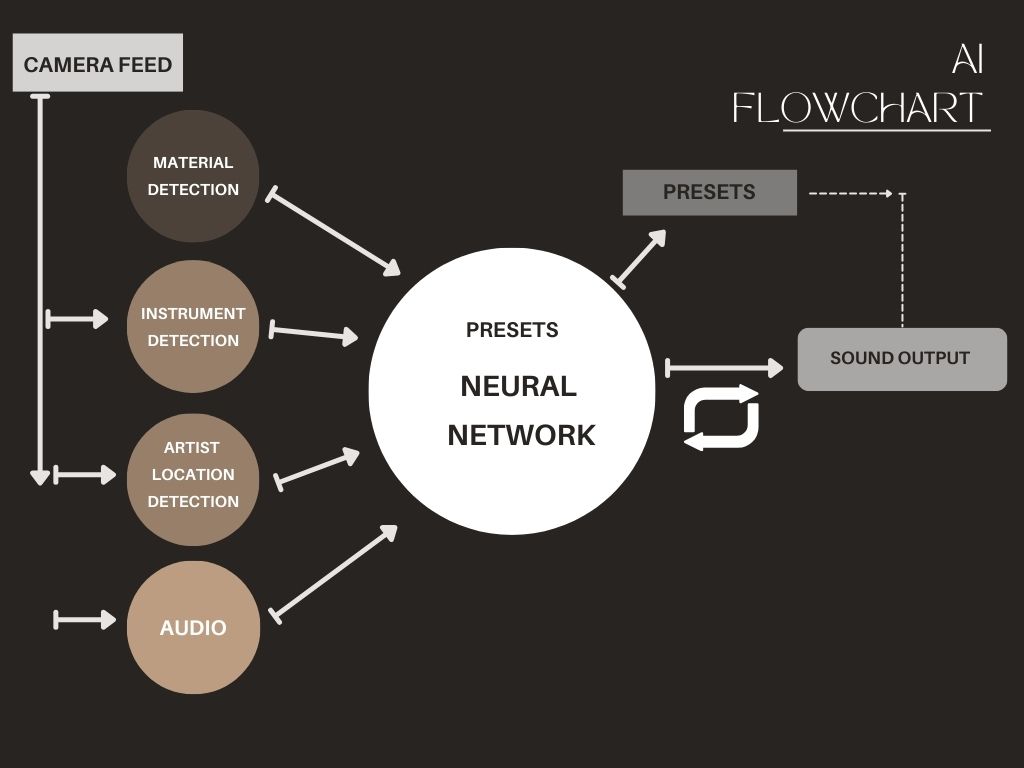 CAMERA FEED
AI
FLOWCHART
MATERIAL
DETECTION
INSTRUMENT
DETECTION
ARTIST
LOCATION
DETECTION
AUDIO
PRESETS
NEURAL
NETWORK
PRESETS
SOUND OUTPUT